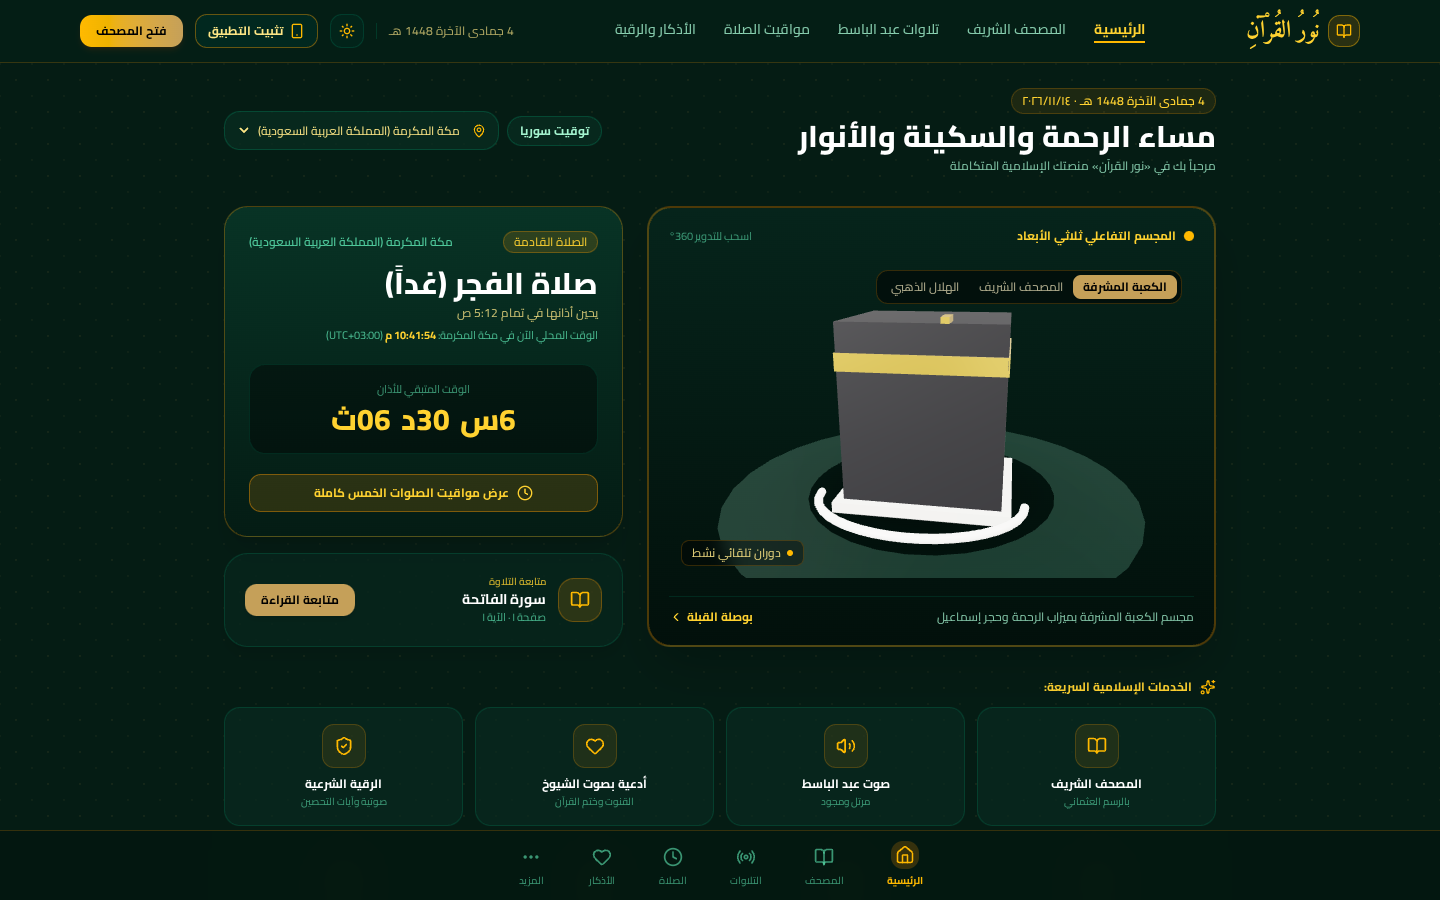 نُورُ القُرْآنِ
الرئيسية
المصحف الشريف
تلاوات عبد الباسط
مواقيت الصلاة
الأذكار والرقية
4 جمادى الآخرة 1448 هـ
تثبيت التطبيق
فتح المصحف
4 جمادى الآخرة 1448 هـ · ٢٠٢٦/١١/١٤
مساء الرحمة والسكينة والأنوار
مرحباً بك في «نور القرآن» منصتك الإسلامية المتكاملة
توقيت سوريا
مكة المكرمة (المملكة العربية السعودية)
المجسم التفاعلي ثلاثي الأبعاد
اسحب للتدوير 360°
الكعبة المشرفة
المصحف الشريف
الهلال الذهبي
دوران تلقائي نشط
مجسم الكعبة المشرفة بميزاب الرحمة وحجر إسماعيل
بوصلة القبلة
الصلاة القادمة
مكة المكرمة (المملكة العربية السعودية)
صلاة الفجر (غداً)
يحين أذانها في تمام 5:12 ص
الوقت المحلي الآن في مكة المكرمة: 10:41:54 م (UTC+03:00)
الوقت المتبقي للأذان
6س 30د 06ث
عرض مواقيت الصلوات الخمس كاملة
متابعة التلاوة
سورة الفاتحة
صفحة ١ · الآية ١
متابعة القراءة
الخدمات الإسلامية السريعة:
المصحف الشريف
بالرسم العثماني
صوت عبد الباسط
مرتل ومجود
أدعية بصوت الشيوخ
القنوت وختم القرآن
الرقية الشرعية
صوتية وآيات التحصين
الرئيسية
المصحف
التلاوات
الصلاة
الأذكار
المزيد